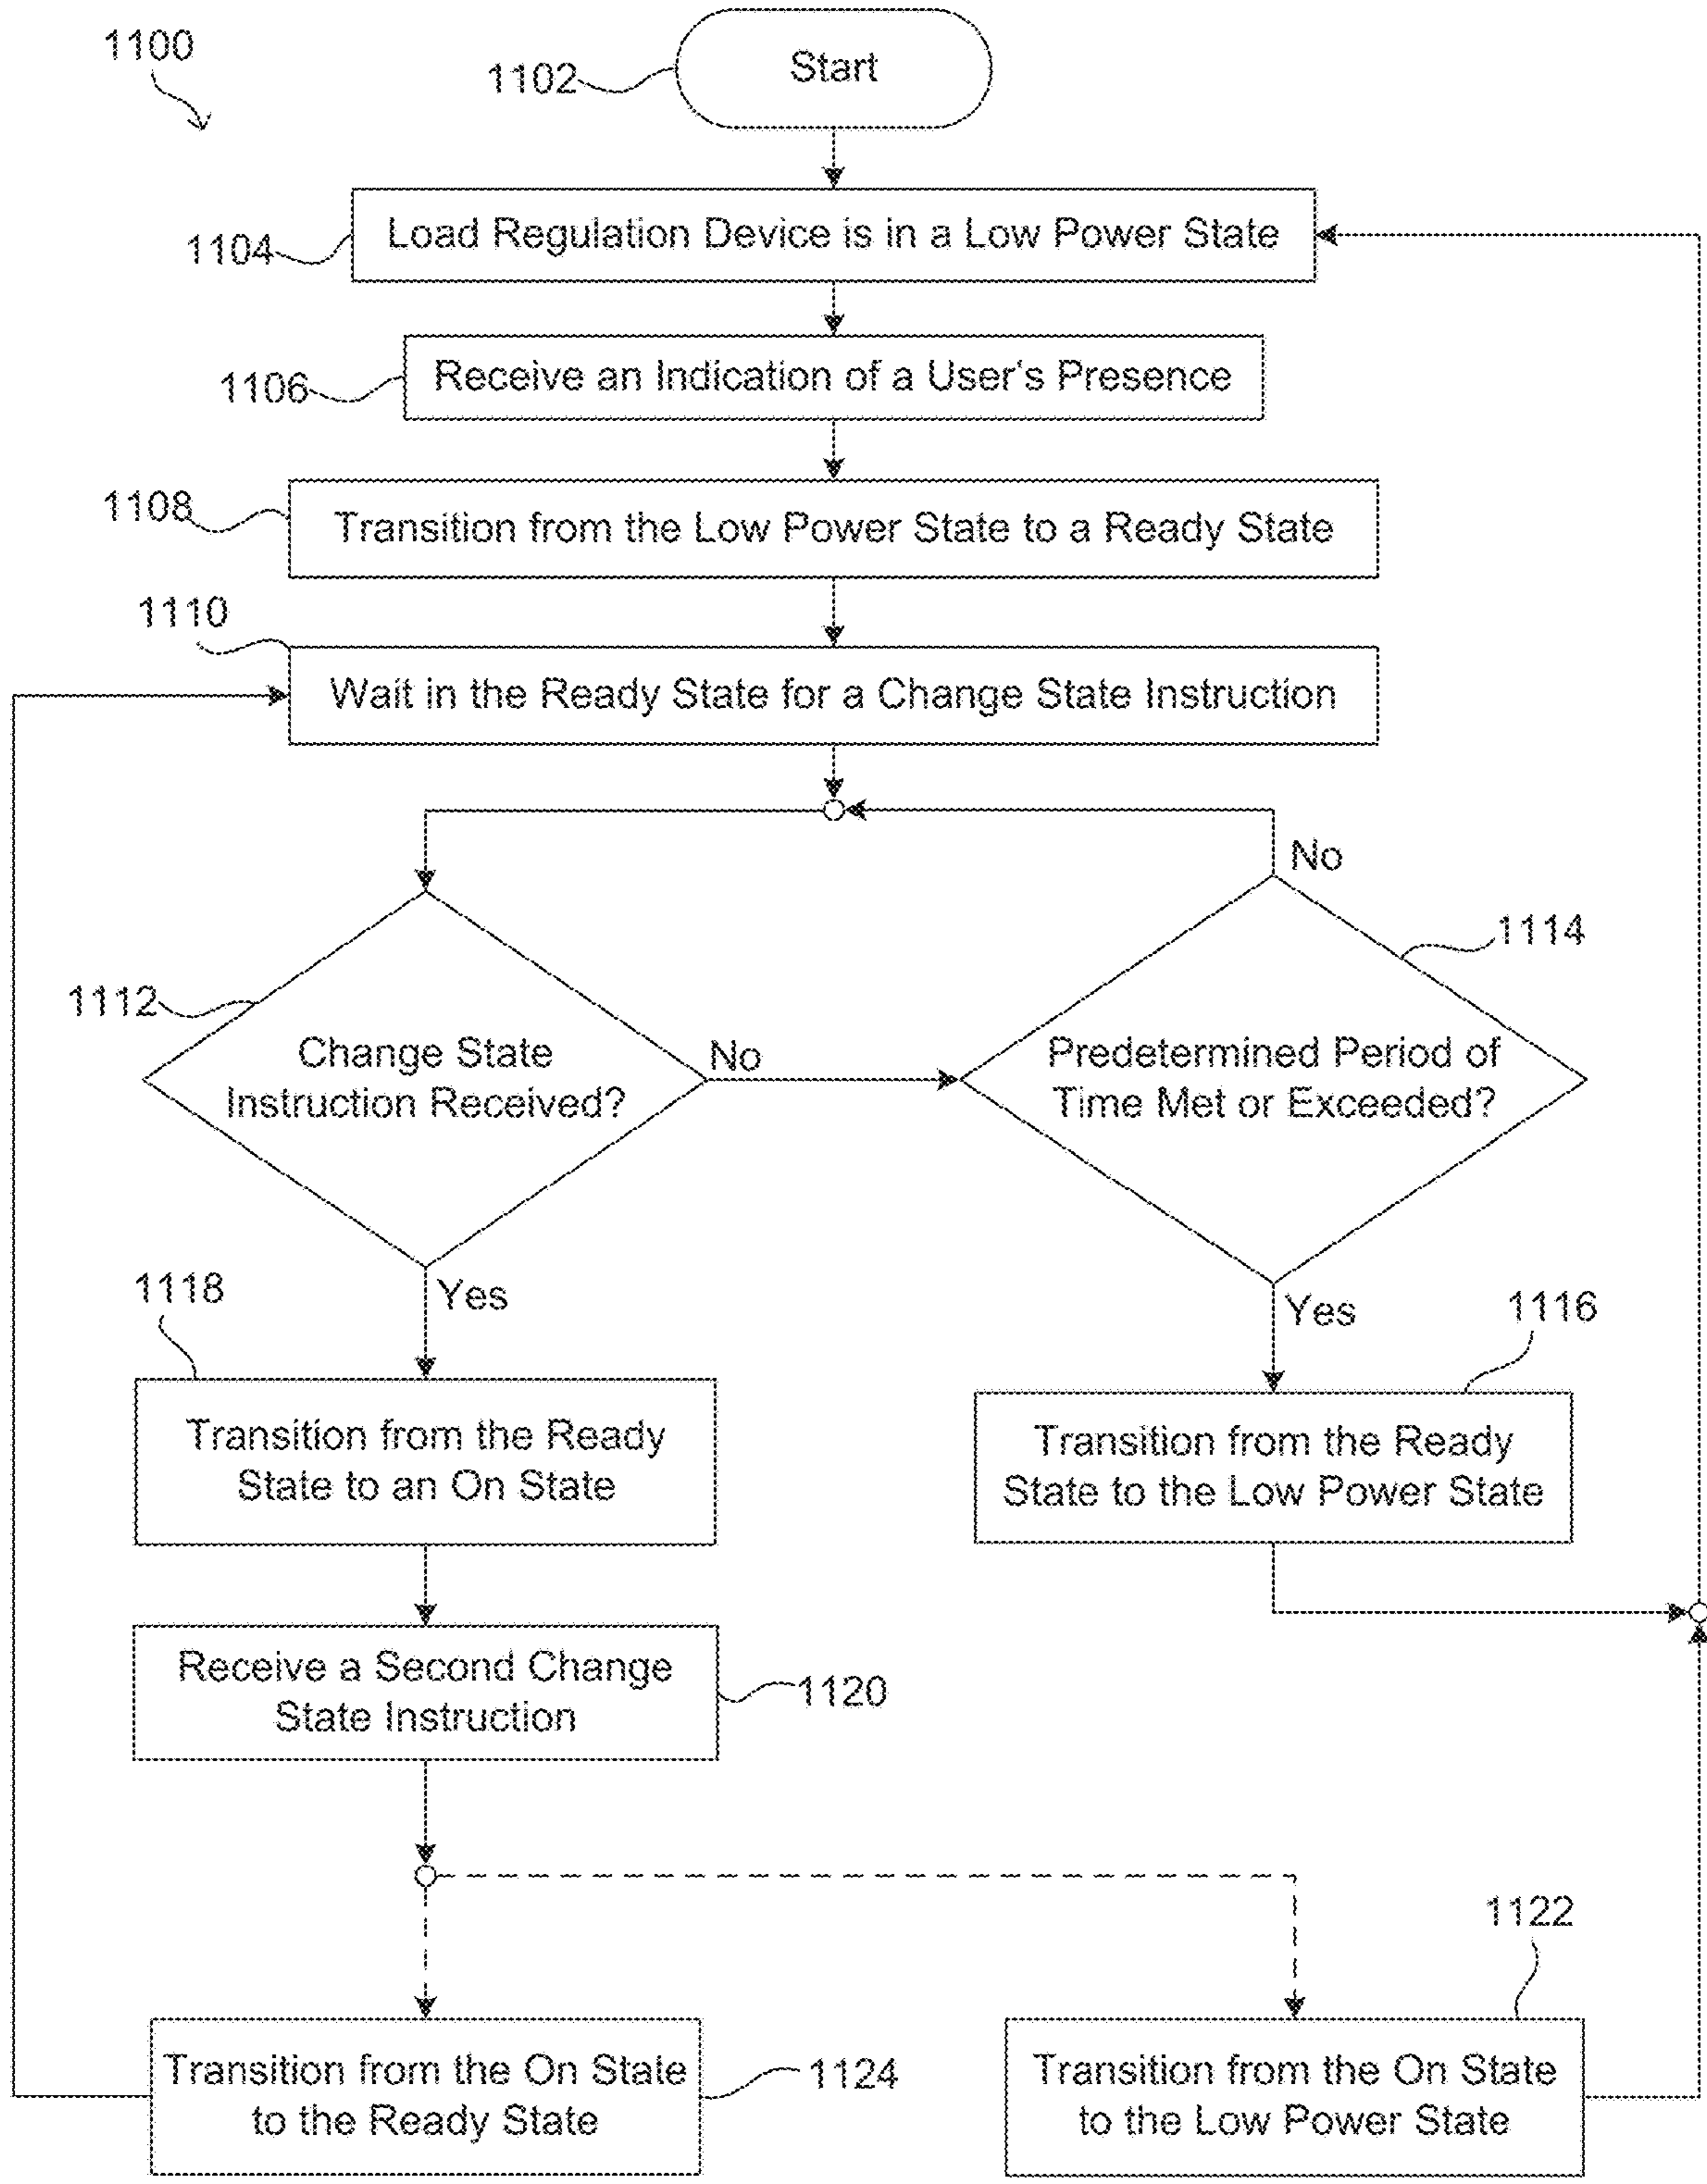 1100
1102
Start
1104
Load Regulation Device is in a Low Power State
1106
Receive an Indication of a User's Presence
1108
Transition from the Low Power State to a Ready State
1110
Wait in the Ready State for a Change State Instruction
No
1114
1112
Change State
Instruction Received?
No
Predetermined Period of
Time Met or Exceeded?
1118
Yes
Yes
1116
Transition from the Ready
State to an On State
Transition from the Ready
State to the Low Power State
Receive a Second Change
State Instruction
1120
1122
Transition from the On State
to the Ready State
1124
Transition from the On State
to the Low Power State